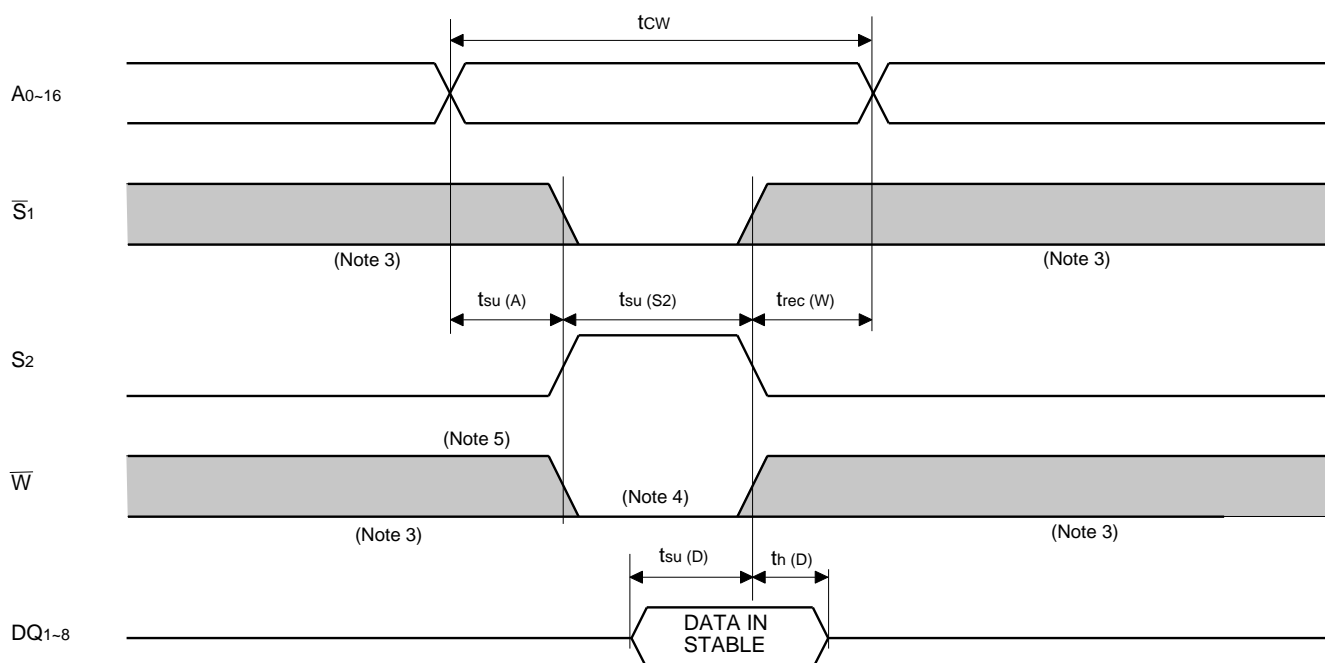 tCW
A0~16
S1
(Note 3)
(Note 3)
tsu (A)
tsu (S2)
trec (W)
S2
(Note 5)
W
(Note 4)
(Note 3)
(Note 3)
tsu (D)
th (D)
DQ1~8
DATA IN
STABLE